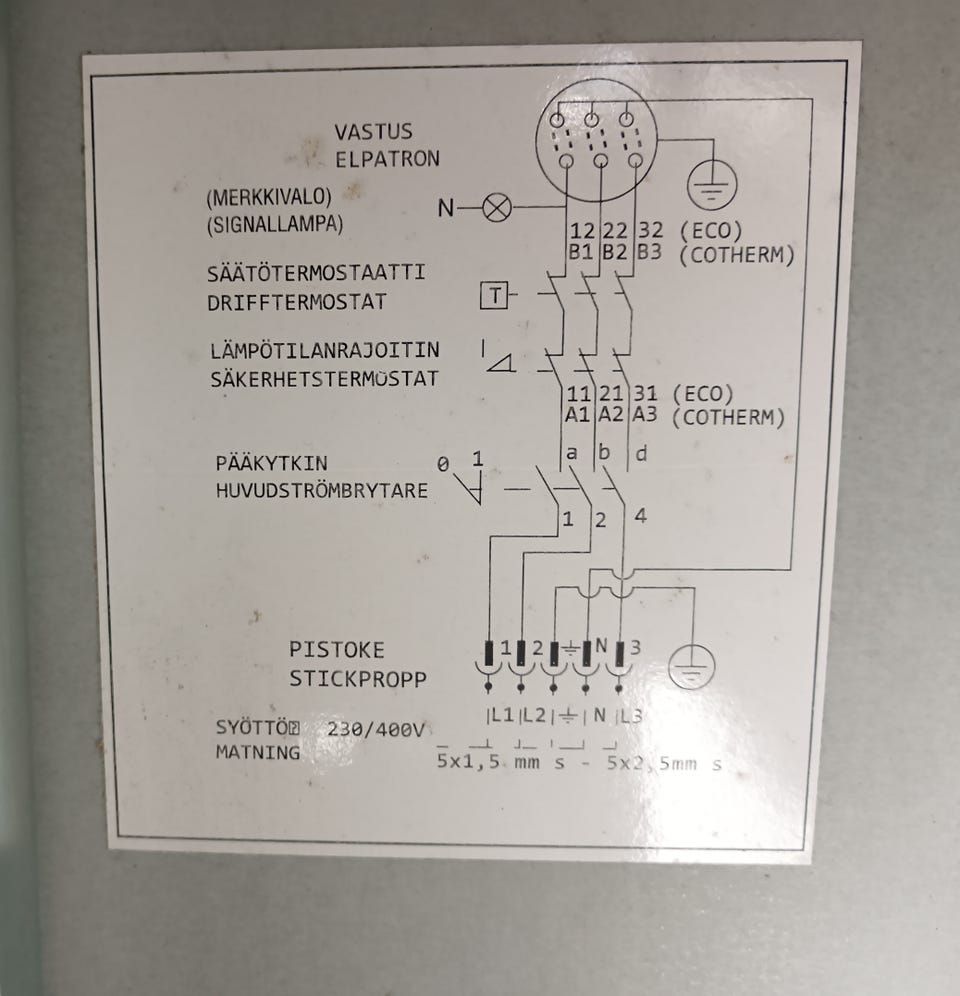 VASTUS
ELPATRON
(MERKKIVALO)
(SIGNALLAMPA)
N
12 22 32 (ECO)
B1 B2 B3 (COTHERM)
SÄÄTÖTERMOSTAATTI
DRIFFTERMOSTAT
T
LÄMPÖTILANRAJOITIN
SÄKERHETSTERMOSTAT
11 21 31 (ECO)
A1 A2 A3 (COTHERM)
a b d
PÄÄKYTKIN
HUVUDSTRÖMBRYTARE
0 1
1 2 4
PISTOKE
STICKPROPP
1 2 N 3
L1 L2 N L3
SYÖTTÖ 230/400V
MATNING
5x1,5 mm s - 5x2,5mm s